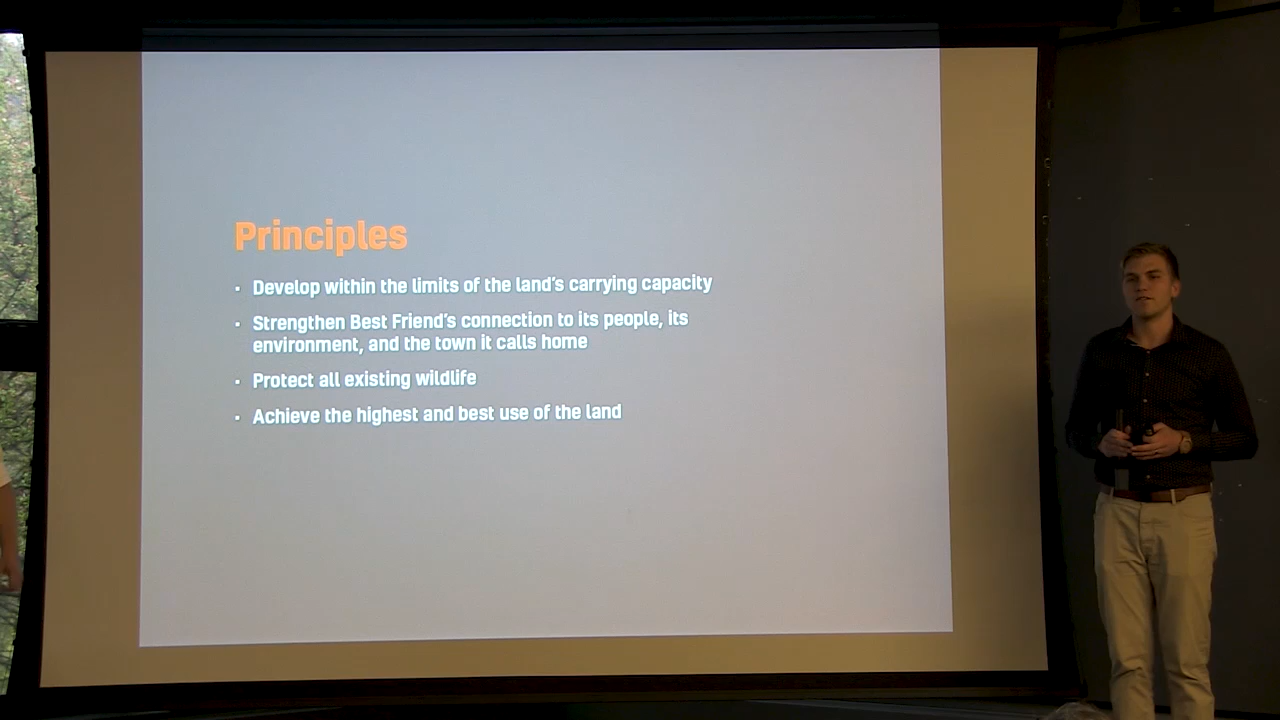 Principles
· Develop within the limits of the land's carrying capacity
· Strengthen Best Friend's connection to its people, its
environment, and the town it calls home
· Protect all existing wildlife
· Achieve the highest and best use of the land